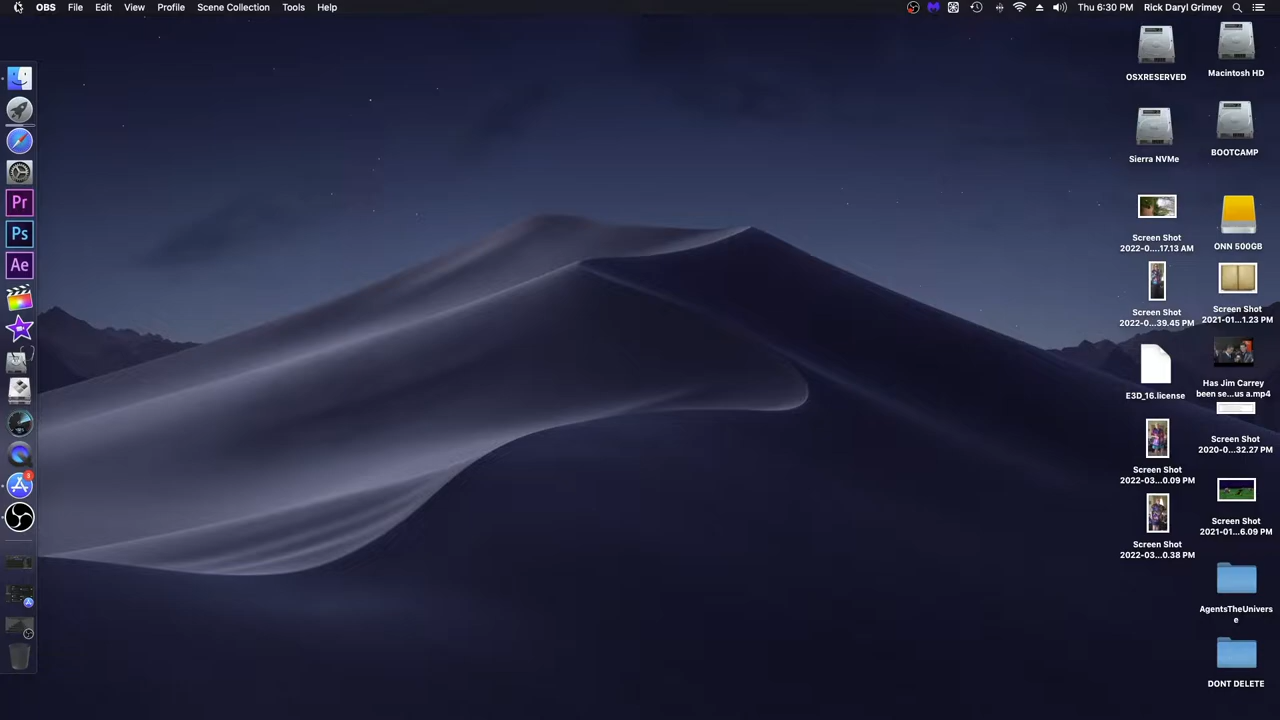 OBS File Edit View Profile Scene Collection Tools Help Thu 6:30 PM Rick Daryl Grimey
OSXRESERVED
Macintosh HD
Sierra NVMe
BOOTCAMP
Screen Shot
2022-0....17.13 AM
ONN 500GB
Screen Shot
2022-0...39.45 PM
Screen Shot
2021-01...1.23 PM
E3D_16.license
Has Jim Carrey
been se...us a.mp4
Screen Shot
2022-03...0.09 PM
Screen Shot
2020-0...32.27 PM
Screen Shot
2022-03...0.38 PM
Screen Shot
2021-01...6.09 PM
AgentsTheUnivers
e
DONT DELETE
Pr
Ps
Ae
3